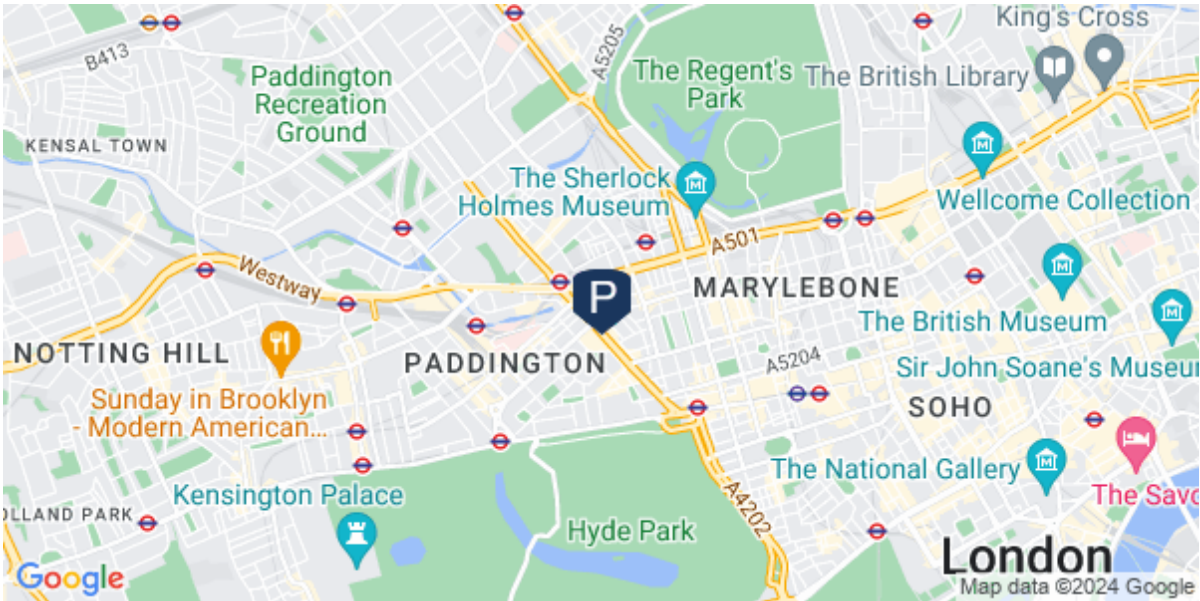 King's Cross
A5205
B413
The Regent's
Park
The British Library
Paddington
Recreation
Ground
KENSAL TOWN
The Sherlock
Holmes Museum
Wellcome Collection
A501
Westway
MARYLEBONE
P
The British Museum
NOTTING HILL
PADDINGTON
A5204
Sir John Soane's Museu
Sunday in Brooklyn
- Modern American...
SOHO
The National Gallery
Kensington Palace
The Savo
OLLAND PARK
A4202
Hyde Park
London
Google
Map data ©2024 Google